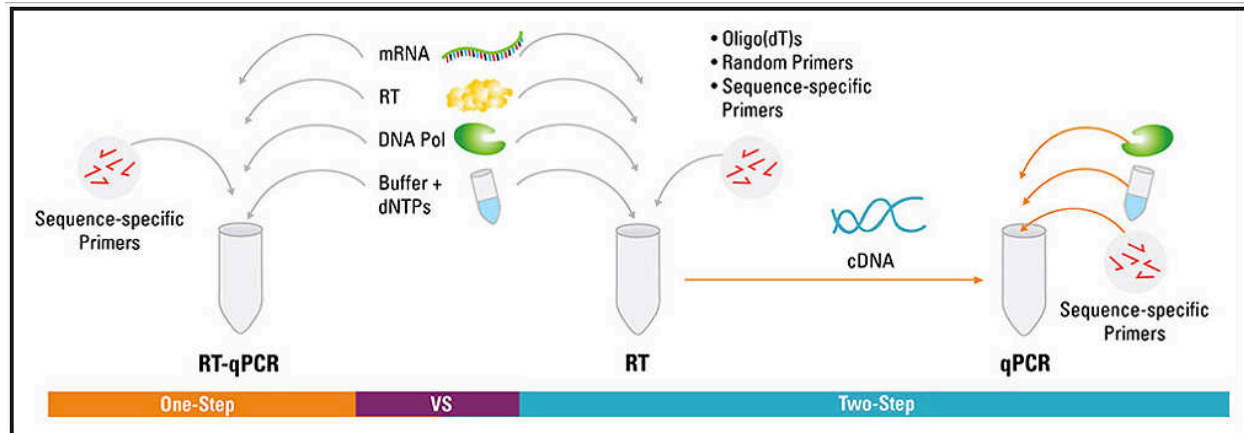 mRNA
RT
DNA Pol
Buffer +
dNTPs
Sequence-specific
Primers
• Oligo(dT)s
• Random Primers
• Sequence-specific
Primers
cDNA
Sequence-specific
Primers
RT-qPCR
RT
qPCR
One-Step
VS
Two-Step